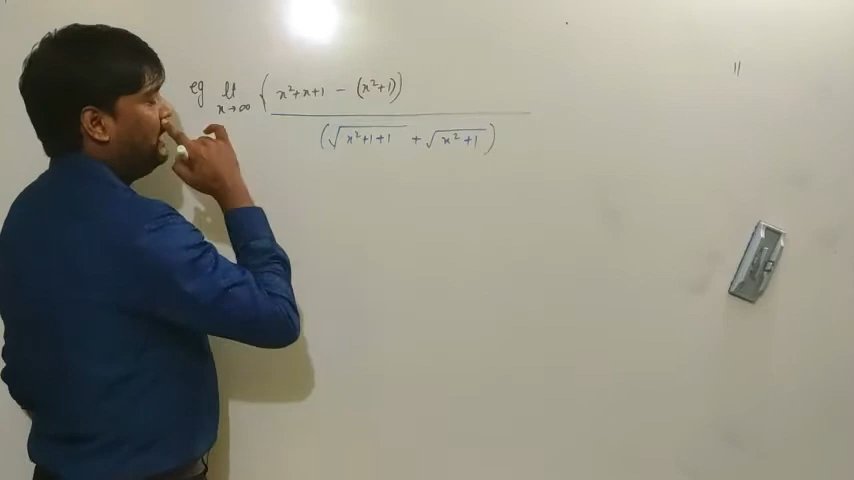 eg lt x→∞ { x²+x+1 - (x²+1)) / (√x²+1+1 + √x²+1)
11